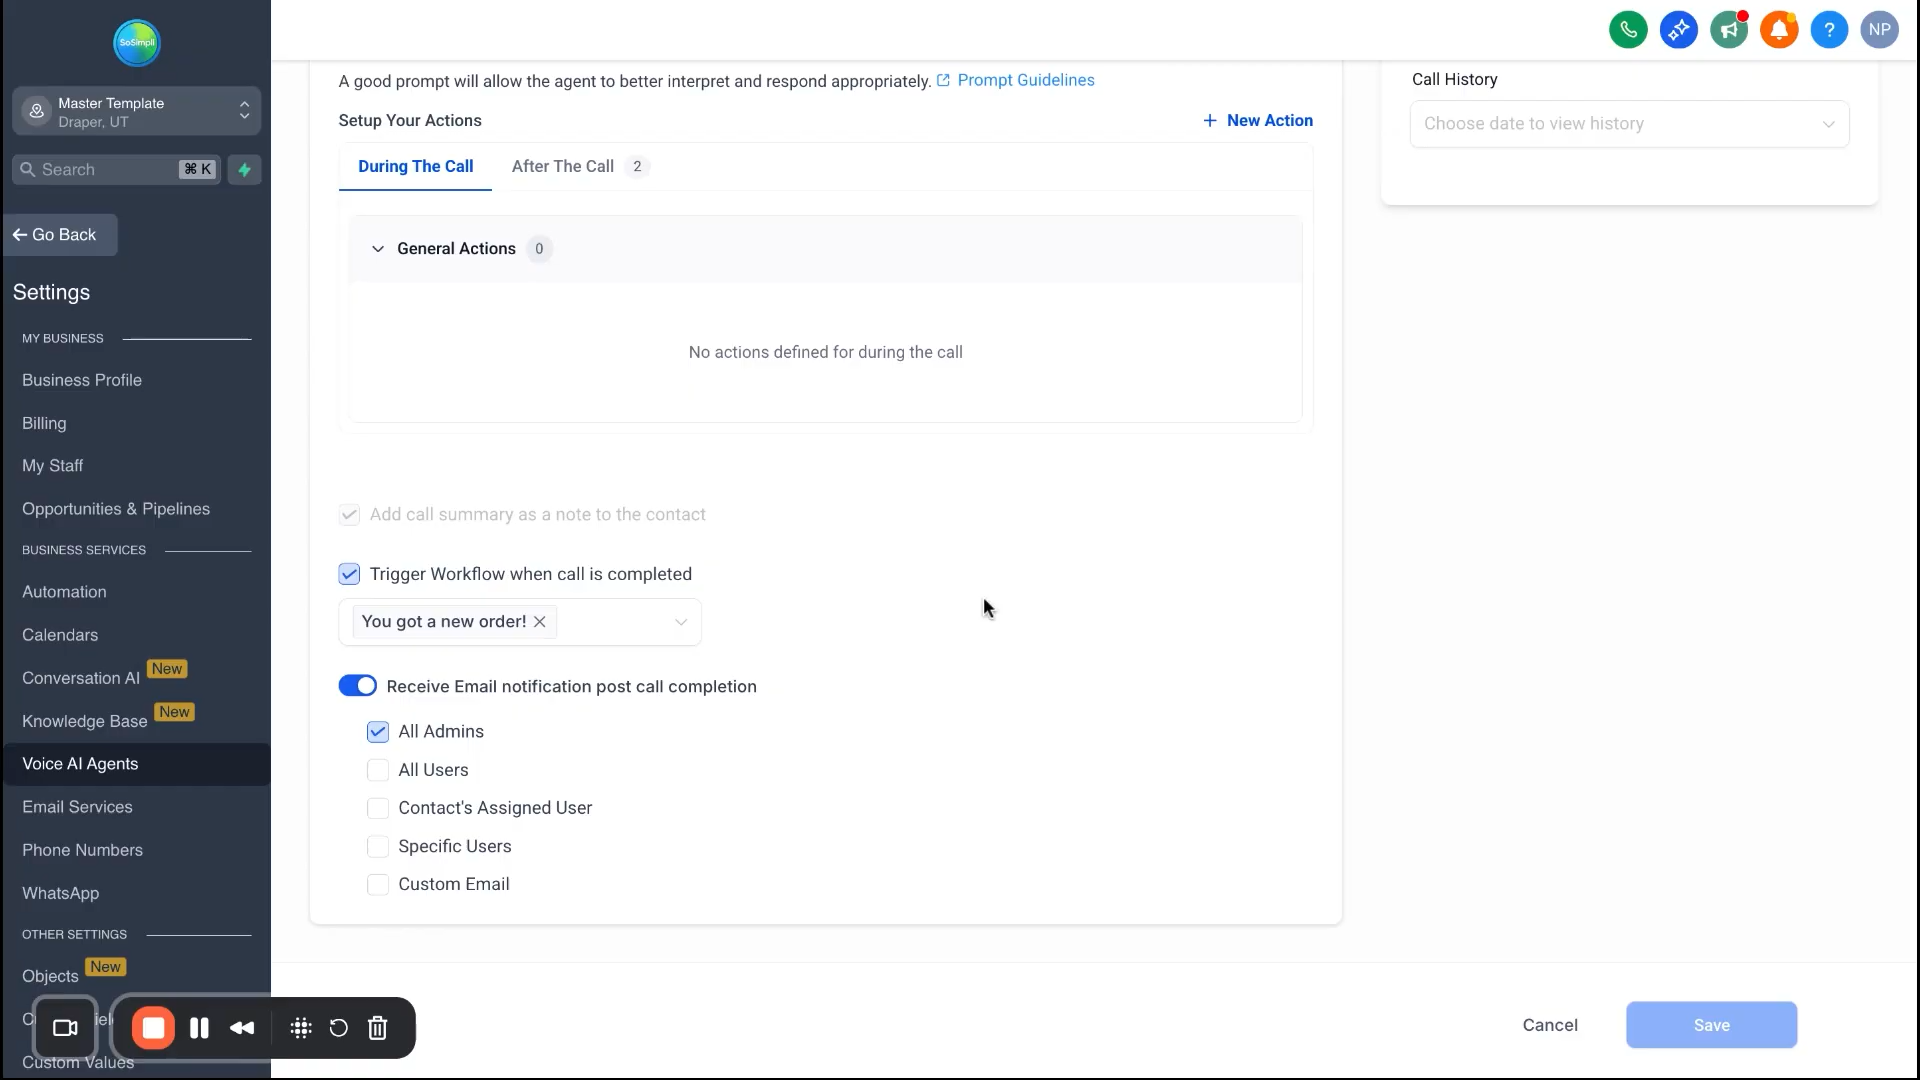 SoSimpli
Master Template
Draper, UT
Search
⌘ K
Go Back
Settings
MY BUSINESS
Business Profile
Billing
My Staff
Opportunities & Pipelines
BUSINESS SERVICES
Automation
Calendars
Conversation AI New
Knowledge Base New
Voice AI Agents
Email Services
Phone Numbers
WhatsApp
OTHER SETTINGS
Objects New
Custom Values
?
NP
A good prompt will allow the agent to better interpret and respond appropriately. Prompt Guidelines
Setup Your Actions
+ New Action
During The Call
After The Call 2
General Actions 0
No actions defined for during the call
Add call summary as a note to the contact
Trigger Workflow when call is completed
You got a new order!
Receive Email notification post call completion
All Admins
All Users
Contact's Assigned User
Specific Users
Custom Email
Call History
Choose date to view history
Cancel
Save